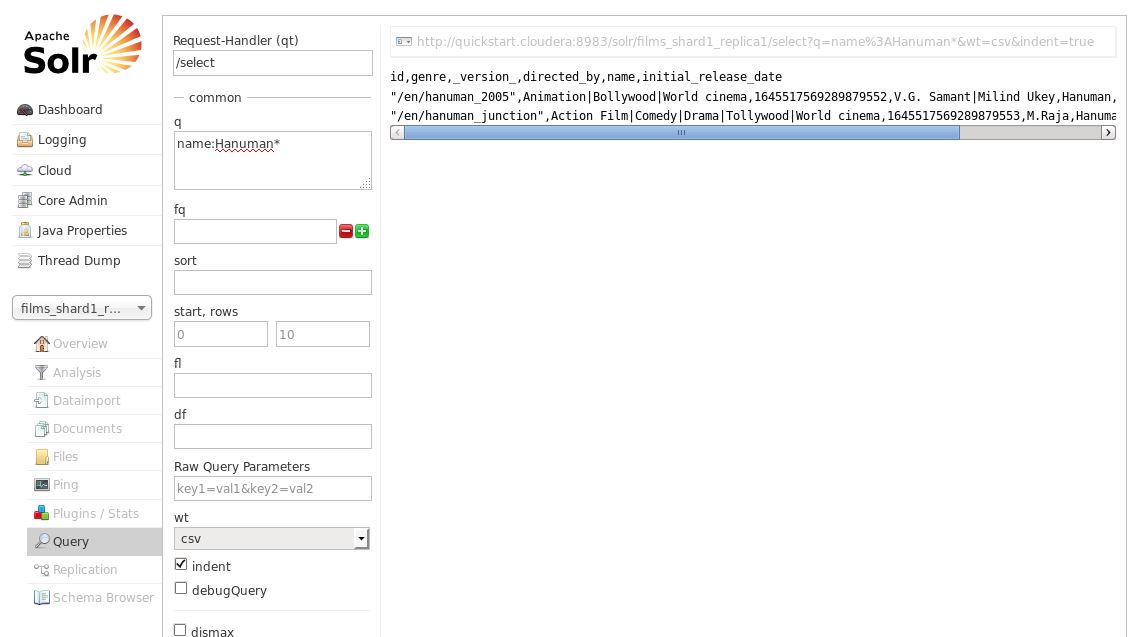 Apache
Solr
Dashboard
Logging
Cloud
Core Admin
Java Properties
Thread Dump
films_shard1_r...
Overview
Analysis
Dataimport
Documents
Files
Ping
Plugins / Stats
Query
Replication
Schema Browser
Request-Handler (qt)
/select
common
q
name:Hanuman*
fq
sort
start, rows
0 10
fl
df
Raw Query Parameters
key1=val1&key2=val2
wt
csv
indent
debugQuery
dismax
http://quickstart.cloudera:8983/solr/films_shard1_replica1/select?q=name%3AHanuman*&wt=csv&indent=true
id,genre,_version_,directed_by,name,initial_release_date
"/en/hanuman_2005",Animation|Bollywood|World cinema,1645517569289879552,V.G. Samant|Milind Ukey,Hanuman,
"/en/hanuman_junction",Action Film|Comedy|Drama|Tollywood|World cinema,1645517569289879553,M.Raja,Hanuma